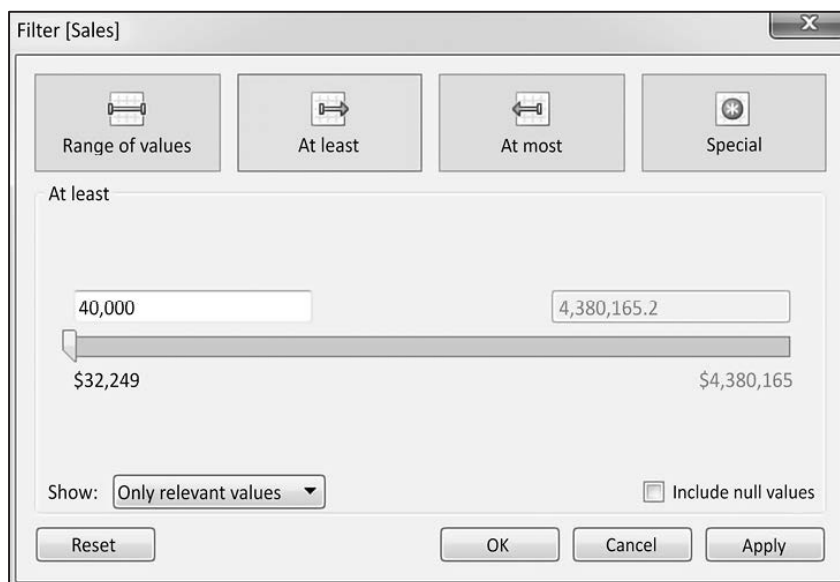 Filter [Sales]
Range of values
At least
At most
Special
At least
40,000
4,380,165.2
$32,249
$4,380,165
Show:
Only relevant values
Include null values
Reset
OK
Cancel
Apply